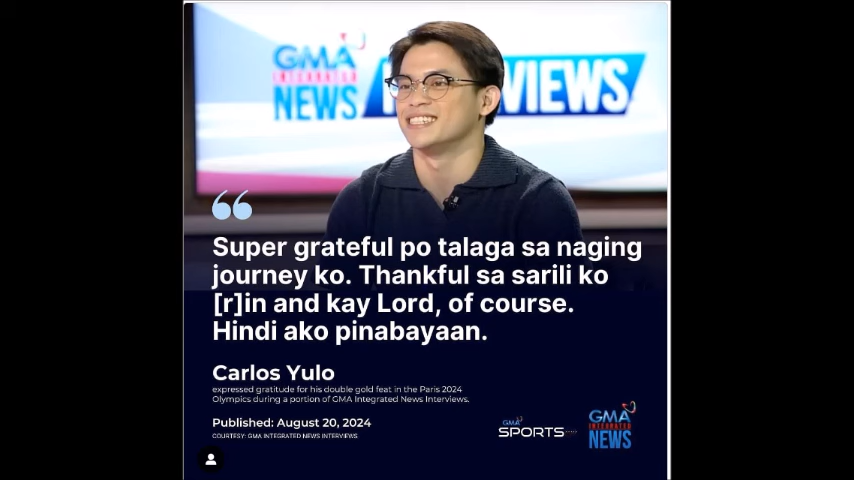 GMA
INTEGRATED
NEWS
VIEWS
Super grateful po talaga sa naging
journey ko. Thankful sa sarili ko
[r]in and kay Lord, of course.
Hindi ako pinabayaan.
Carlos Yulo
expressed gratitude for his double gold feat in the Paris 2024
Olympics during a portion of GMA Integrated News Interviews.
Published: August 20, 2024
COURTESY: GMA INTEGRATED NEWS INTERVIEWS
GMA
SPORTS
GMA
INTEGRATED
NEWS